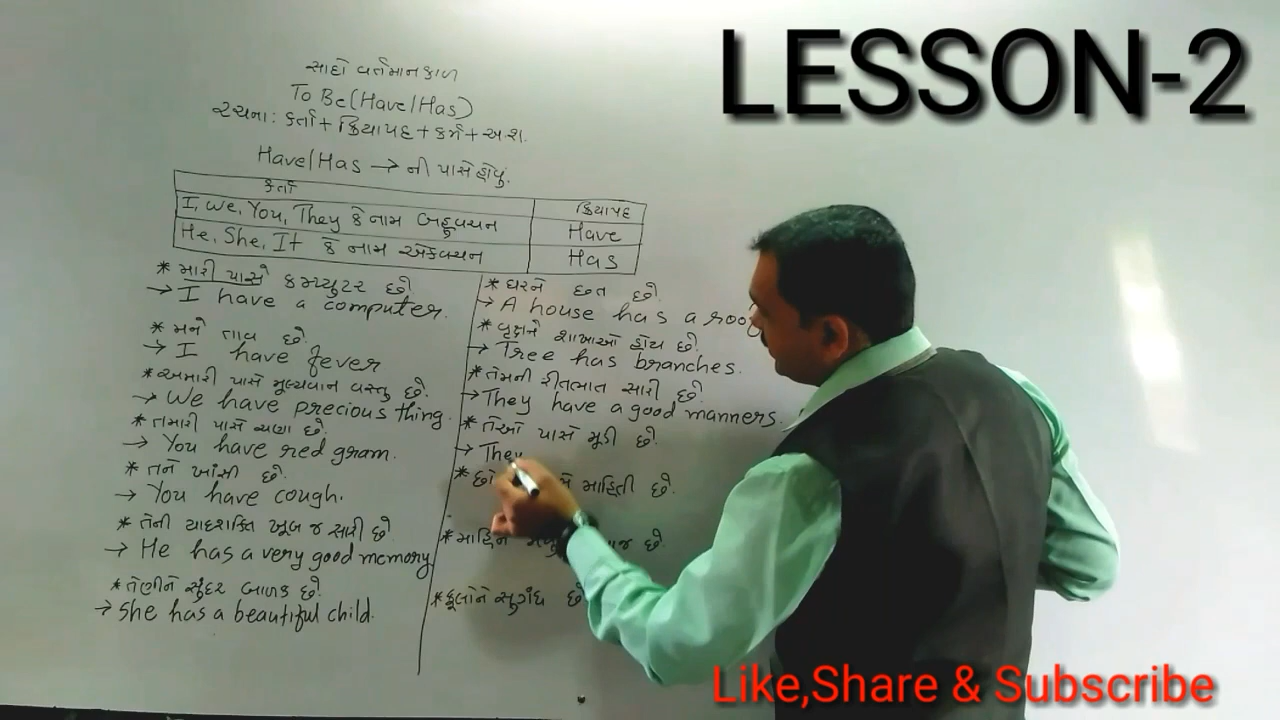 LESSON-2
સાદો વર્તમાનકાળ
To Be (Have/Has)
રચના: કર્તા + ક્રિયાપદ + કર્મ + અ.શ.
Have/Has → ની પાસે હોવું.
કર્તા ક્રિયાપદ
I, We, You, They કે નામ બહુવચન Have
He, She, It કે નામ એકવચન Has
* મારી પાસે કમ્પ્યુટર છે.
→ I have a computer.
* મને તાવ છે.
→ I have fever
* અમારી પાસે મૂલ્યવાન વસ્તુ છે.
→ We have precious thing.
* તમારી પાસે ચણા છે.
→ You have red gram.
* તને ખાંસી છે.
→ You have cough.
* તેની યાદશક્તિ ખૂબ જ સારી છે.
→ He has a very good memory
* તેણીને સુંદર બાળક છે.
→ She has a beautiful child.
* ઘરને છત છે.
→ A house has a roo
* વૃક્ષને શાખાઓ હોય છે.
→ Tree has branches.
* તેમની રીતભાત સારી છે.
→ They have a good manners.
* તેઓ પાસે મૂડી છે.
→ They
* માહિતી છે.
* છે.
* ફૂલોને સુગંધ છે
Like,Share & Subscribe